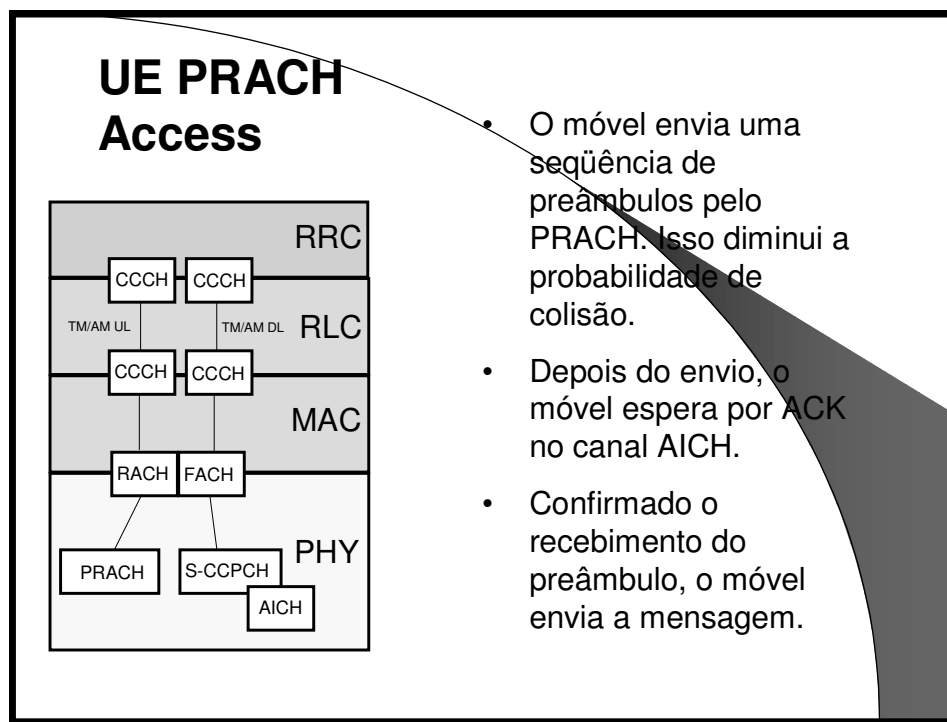 UE PRACH
Access
RRC
CCCH CCCH
TM/AM UL TM/AM DL RLC
CCCH CCCH
MAC
RACH FACH
PHY
PRACH S-CCPCH
AICH
• O móvel envia uma
seqüência de
preâmbulos pelo
PRACH. Isso diminui a
probabilidade de
colisão.
• Depois do envio, o
móvel espera por ACK
no canal AICH.
• Confirmado o
recebimento do
preâmbulo, o móvel
envia a mensagem.